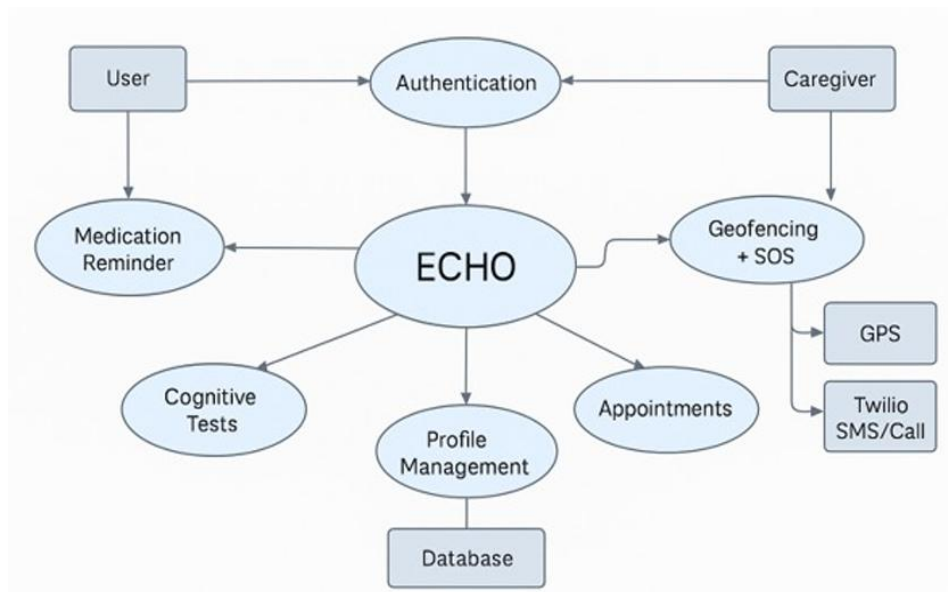 User
Authentication
Caregiver
Medication
Reminder
ECHO
Geofencing
+ SOS
GPS
Cognitive
Tests
Profile
Management
Appointments
Twilio
SMS/Call
Database